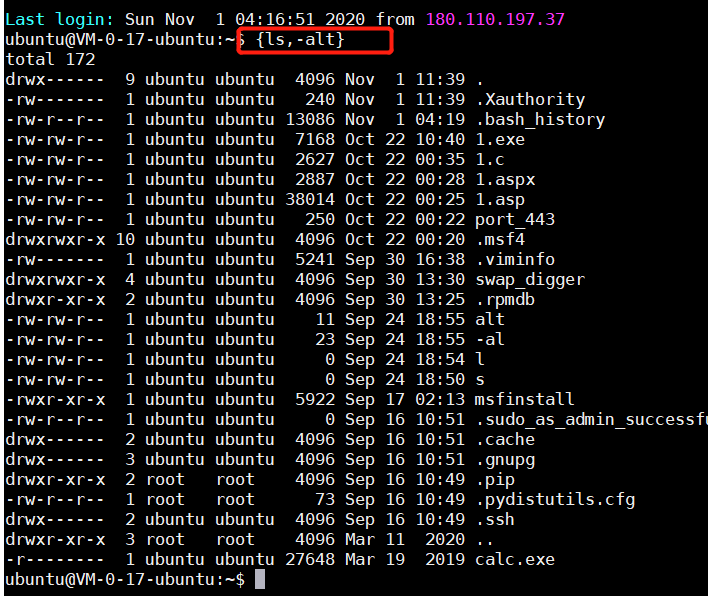 Last login: Sun Nov  1 04:16:51 2020 from 180.110.197.37
ubuntu@VM-0-17-ubuntu:~$ {ls,-alt}
total 172
drwx------  9 ubuntu ubuntu  4096 Nov  1 11:39 .
-rw-------  1 ubuntu ubuntu   240 Nov  1 11:39 .Xauthority
-rw-r--r--  1 ubuntu ubuntu 13086 Nov  1 04:19 .bash_history
-rw-rw-r--  1 ubuntu ubuntu  7168 Oct 22 10:40 1.exe
-rw-rw-r--  1 ubuntu ubuntu  2627 Oct 22 00:35 1.c
-rw-rw-r--  1 ubuntu ubuntu  2887 Oct 22 00:28 1.aspx
-rw-rw-r--  1 ubuntu ubuntu 38014 Oct 22 00:25 1.asp
-rw-rw-r--  1 ubuntu ubuntu   250 Oct 22 00:22 port_443
drwxrwxr-x 10 ubuntu ubuntu  4096 Oct 22 00:20 .msf4
-rw-------  1 ubuntu ubuntu  5241 Sep 30 16:38 .viminfo
drwxrwxr-x  4 ubuntu ubuntu  4096 Sep 30 13:30 swap_digger
drwxr-xr-x  2 ubuntu ubuntu  4096 Sep 30 13:25 .rpmdb
-rw-rw-r--  1 ubuntu ubuntu    11 Sep 24 18:55 alt
-rw-rw-r--  1 ubuntu ubuntu    23 Sep 24 18:55 -al
-rw-rw-r--  1 ubuntu ubuntu     0 Sep 24 18:54 l
-rw-rw-r--  1 ubuntu ubuntu     0 Sep 24 18:50 s
-rwxr-xr-x  1 ubuntu ubuntu  5922 Sep 17 02:13 msfinstall
-rw-r--r--  1 ubuntu ubuntu     0 Sep 16 10:51 .sudo_as_admin_successfu
drwx------  2 ubuntu ubuntu  4096 Sep 16 10:51 .cache
drwx------  3 ubuntu ubuntu  4096 Sep 16 10:51 .gnupg
drwxr-xr-x  2 root   root    4096 Sep 16 10:49 .pip
-rw-r--r--  1 root   root      73 Sep 16 10:49 .pydistutils.cfg
drwx------  2 ubuntu ubuntu  4096 Sep 16 10:49 .ssh
drwxr-xr-x  3 root   root    4096 Mar 11  2020 ..
-r--------  1 ubuntu ubuntu 27648 Mar 19  2019 calc.exe
ubuntu@VM-0-17-ubuntu:~$